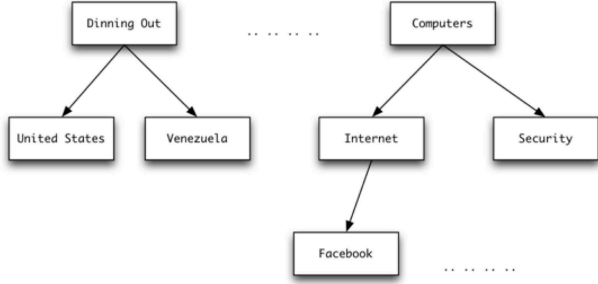 Dinning Out
.. .. .. ..
Computers
United States
Venezuela
Internet
Security
Facebook
.. .. .. ..